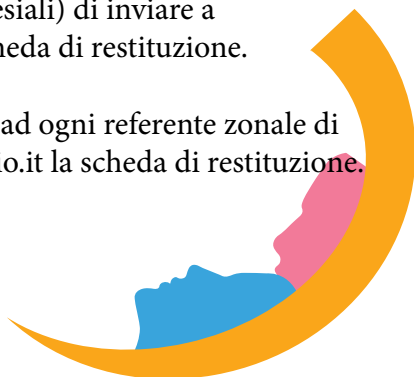 esiali) di inviare a
heda di restituzione.
ad ogni referente zonale di
io.it la scheda di restituzione.